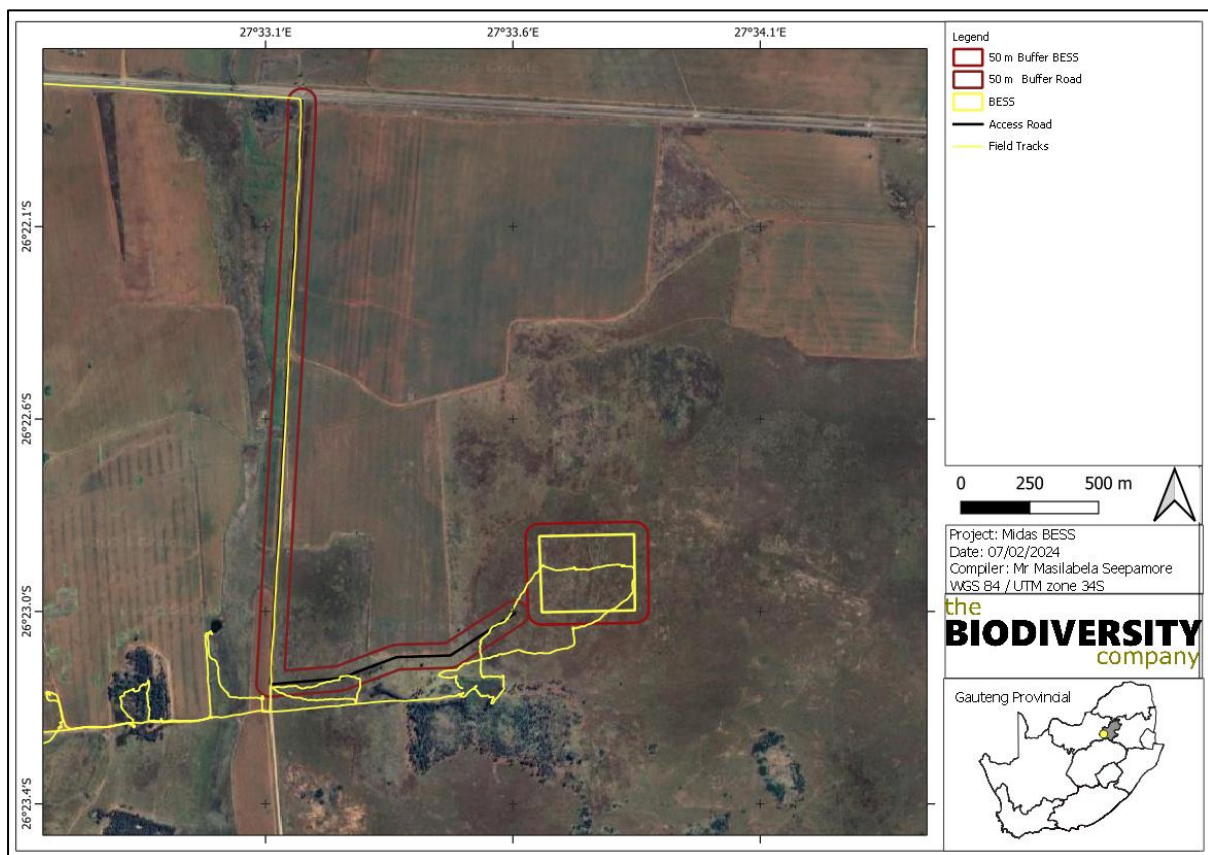 27°33.1'E 27°33.6'E 27°34.1'E
26°22.1'S
26°22.6'S
26°23.0'S
26°23.4'S
Legend
50 m Buffer BESS
50 m Buffer Road
BESS
Access Road
Field Tracks
0 250 500 m
Project: Midas BESS
Date: 07/02/2024
Compiler: Mr Masilabela Seepamore
WGS 84 / UTM zone 34S
the
BIODIVERSITY
company
Gauteng Provincial